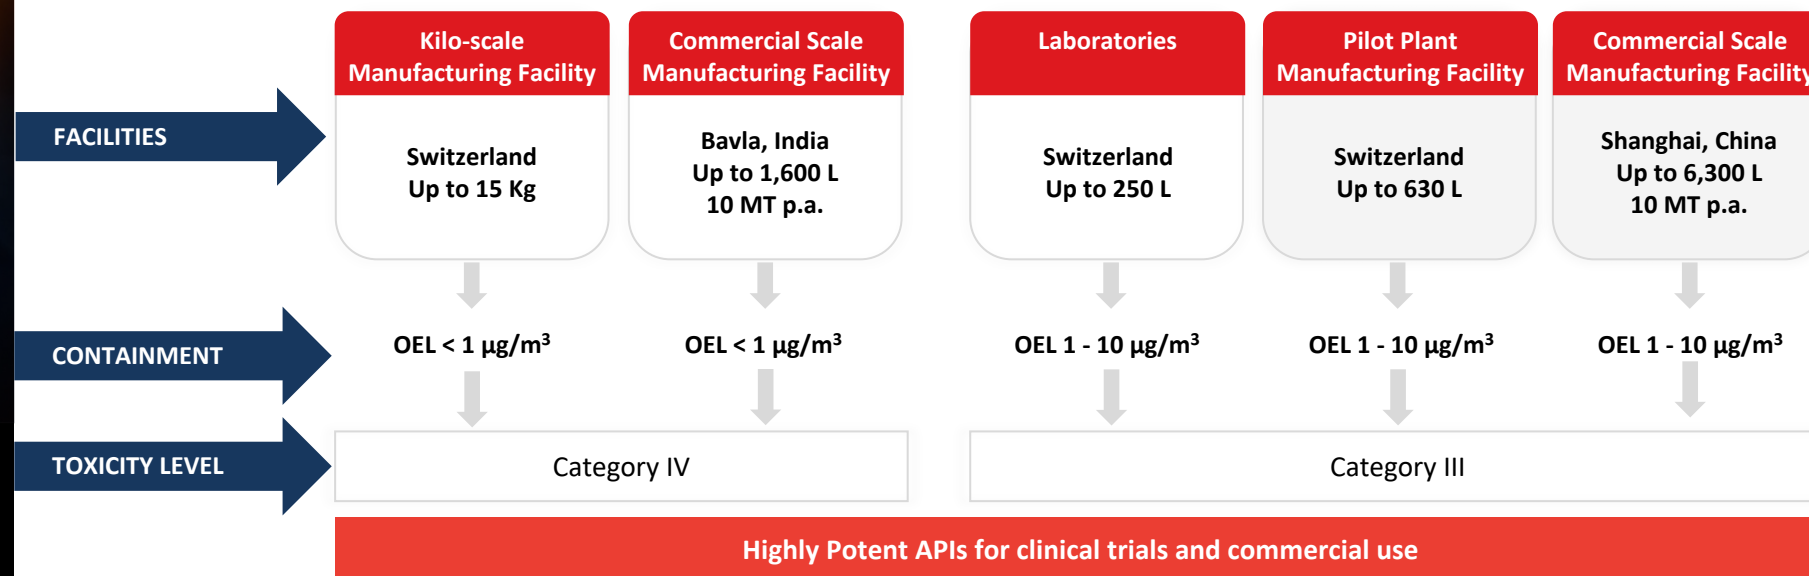 Kilo-scale
Manufacturing Facility
Commercial Scale
Manufacturing Facility
Laboratories
Pilot Plant
Manufacturing Facility
Commercial Scale
Manufacturing Facility
FACILITIES
Switzerland
Up to 15 Kg
Bavla, India
Up to 1,600 L
10 MT p.a.
Switzerland
Up to 250 L
Switzerland
Up to 630 L
Shanghai, China
Up to 6,300 L
10 MT p.a.
CONTAINMENT
OEL < 1 µg/m³
OEL < 1 µg/m³
OEL 1 - 10 µg/m³
OEL 1 - 10 µg/m³
OEL 1 - 10 µg/m³
TOXICITY LEVEL
Category IV
Category III
Highly Potent APIs for clinical trials and commercial use